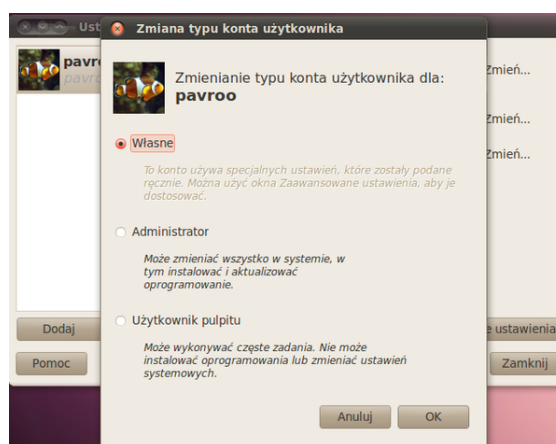 Ust
Zmiana typu konta użytkownika
pavro
pavro
Zmienianie typu konta użytkownika dla:
pavroo
Zmień...
Zmień...
Zmień...
Własne
To konto używa specjalnych ustawień, które zostały podane
ręcznie. Można użyć okna Zaawansowane ustawienia, aby je
dostosować.
Administrator
Może zmieniać wszystko w systemie, w
tym instalować i aktualizować
oprogramowanie.
Użytkownik pulpitu
Może wykonywać częste zadania. Nie może
instalować oprogramowania lub zmieniać ustawień
systemowych.
Dodaj
e ustawienia
Pomoc
Zamknij
Anuluj
OK